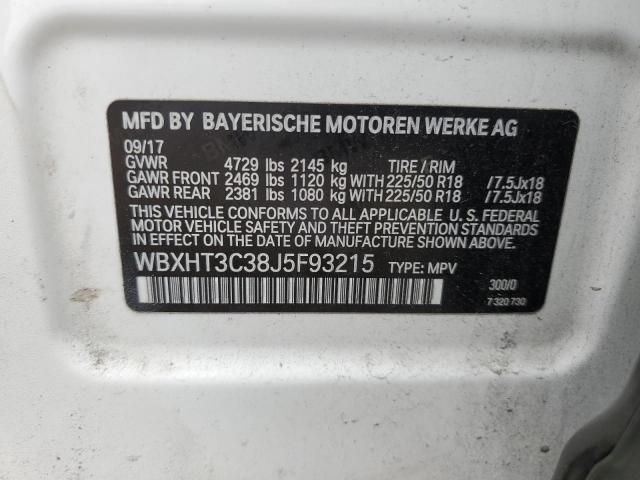 MFD BY BAYERISCHE MOTOREN WERKE AG
09/17
GVWR 4729 lbs 2145 kg TIRE / RIM
GAWR FRONT 2469 lbs 1120 kg WITH 225/50 R18 /7.5Jx18
GAWR REAR 2381 lbs 1080 kg WITH 225/50 R18 /7.5Jx18
THIS VEHICLE CONFORMS TO ALL APPLICABLE U. S. FEDERAL
MOTOR VEHICLE SAFETY, BUMPER, AND THEFT PREVENTION STANDARDS
IN EFFECT ON THE DATE OF MANUFACTURE SHOWN ABOVE.
WBXHT3C38J5F93215 TYPE: MPV
300/0
7 320 730